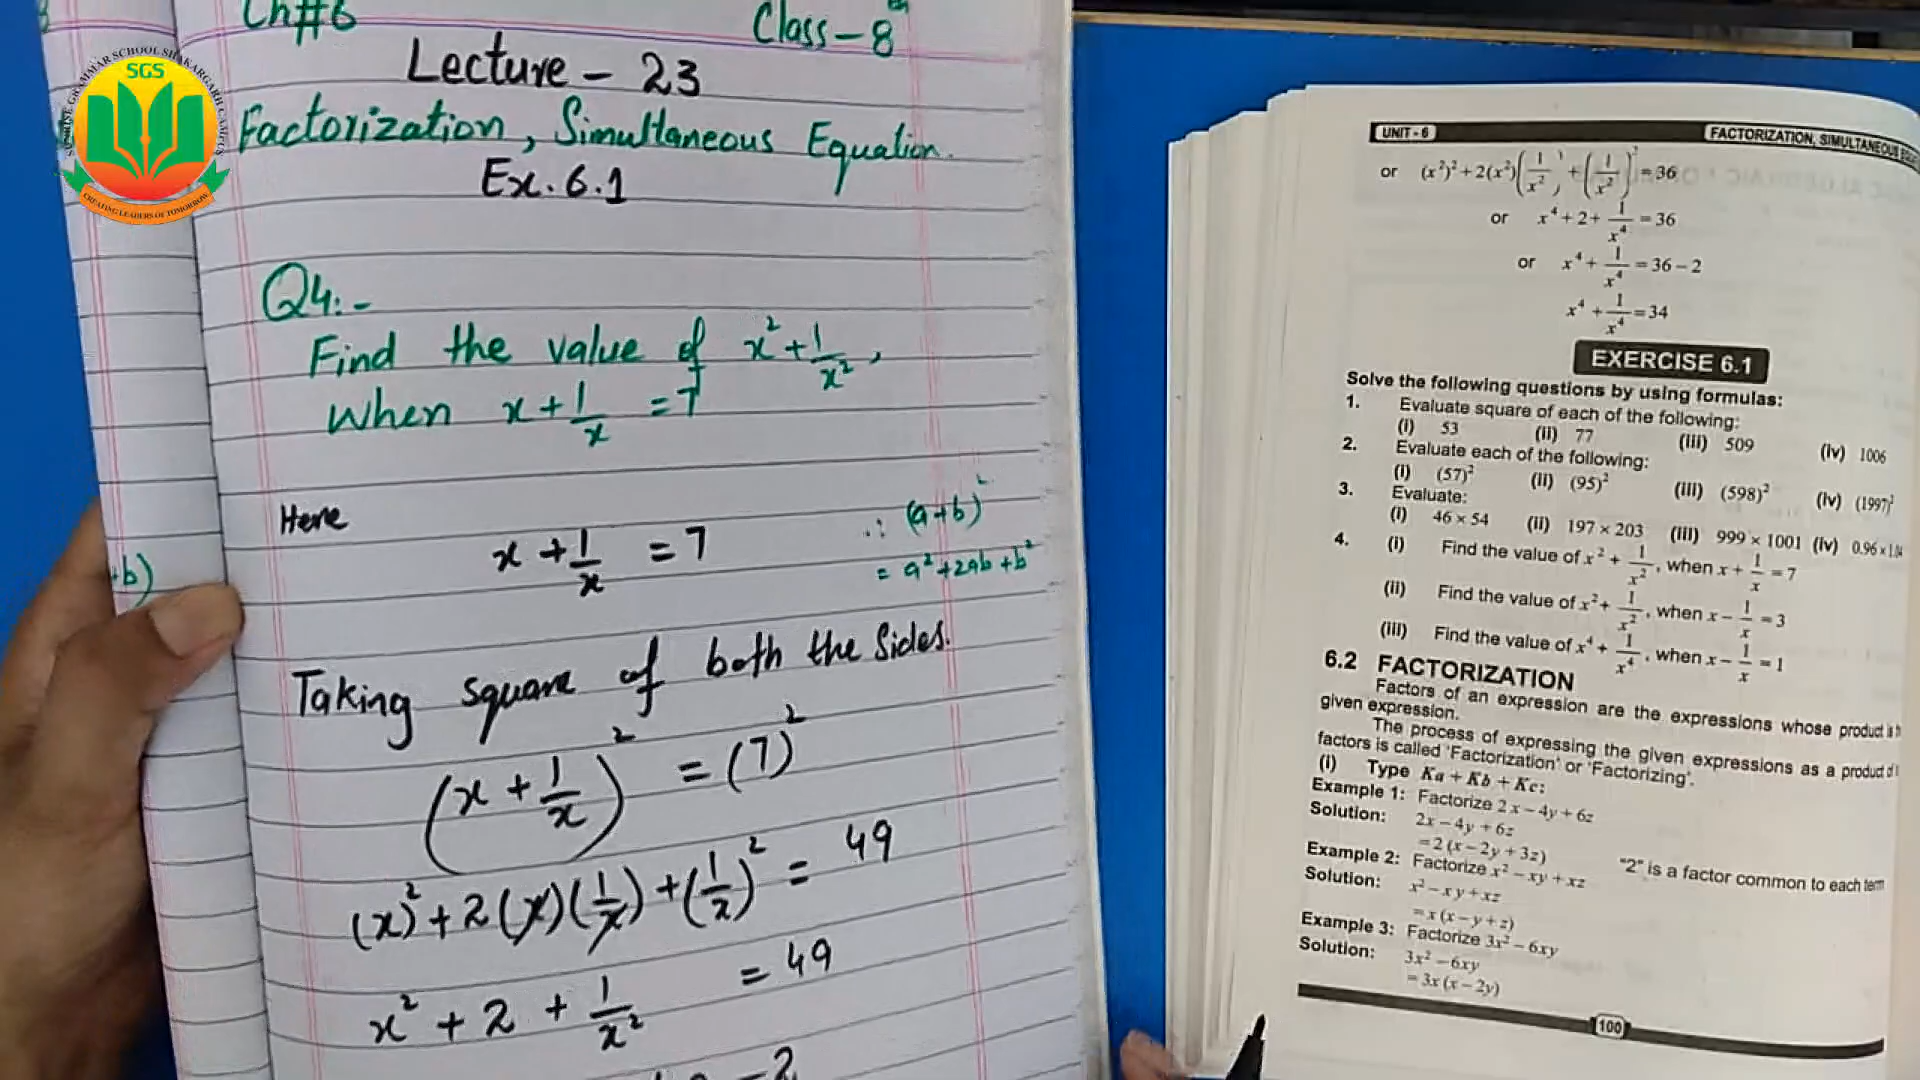 Ch#6
Class-8th
Lecture - 23
Factorization, Simultaneous Equation.
Ex. 6.1
Q4:-
Find the value of x² + 1/x²,
when x + 1/x = 7
Here
x + 1/x = 7
∴ (a+b)²
= a² + 2ab + b²
Taking square of both the Sides.
(x + 1/x)² = (7)²
(x)² + 2(x)(1/x) + (1/x)² = 49
x² + 2 + 1/x² = 49
- 2
+b)
SGS
SUNRISE GRAMMAR SCHOOL SHAKARGARH CAMPUS
CREATING LEADERS OF TOMORROW
UNIT - 6
FACTORIZATION, SIMULTANEOUS
or (x²)² + 2(x²)(1/x²) + (1/x²)² = 36
or x⁴ + 2 + 1/x⁴ = 36
or x⁴ + 1/x⁴ = 36 – 2
x⁴ + 1/x⁴ = 34
EXERCISE 6.1
Solve the following questions by using formulas:
1. Evaluate square of each of the following:
(i) 53 (ii) 77 (iii) 509 (iv) 1006
2. Evaluate each of the following:
(i) (57)² (ii) (95)² (iii) (598)² (iv) (1997)²
3. Evaluate:
(i) 46 × 54 (ii) 197 × 203 (iii) 999 × 1001 (iv) 0.96 × 1.04
4. (i) Find the value of x² + 1/x², when x + 1/x = 7
(ii) Find the value of x² + 1/x², when x – 1/x = 3
(iii) Find the value of x⁴ + 1/x⁴, when x – 1/x = 1
6.2 FACTORIZATION
Factors of an expression are the expressions whose product is
given expression.
The process of expressing the given expressions as a product of
factors is called 'Factorization' or 'Factorizing'.
(i) Type Ka + Kb + Kc:
Example 1: Factorize 2x – 4y + 6z
Solution: 2x – 4y + 6z
= 2 (x – 2y + 3z) "2" is a factor common to each term
Example 2: Factorize x² – xy + xz
Solution: x² – xy + xz
= x (x – y + z)
Example 3: Factorize 3x² – 6xy
Solution: 3x² – 6xy
= 3x (x – 2y)
100